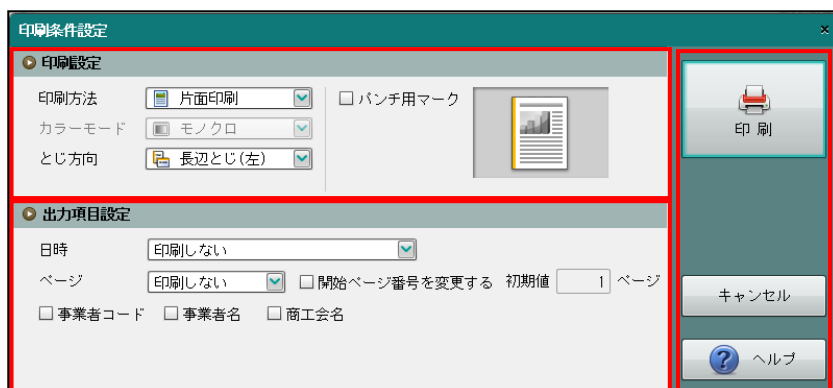 印刷条件設定
印刷設定
印刷方法 片面印刷 パンチ用マーク
カラーモード モノクロ
とじ方向 長辺とじ(左)
印 刷
出力項目設定
日時 印刷しない
ページ 印刷しない 開始ページ番号を変更する 初期値 1 ページ
事業者コード 事業者名 商工会名
キャンセル
ヘルプ